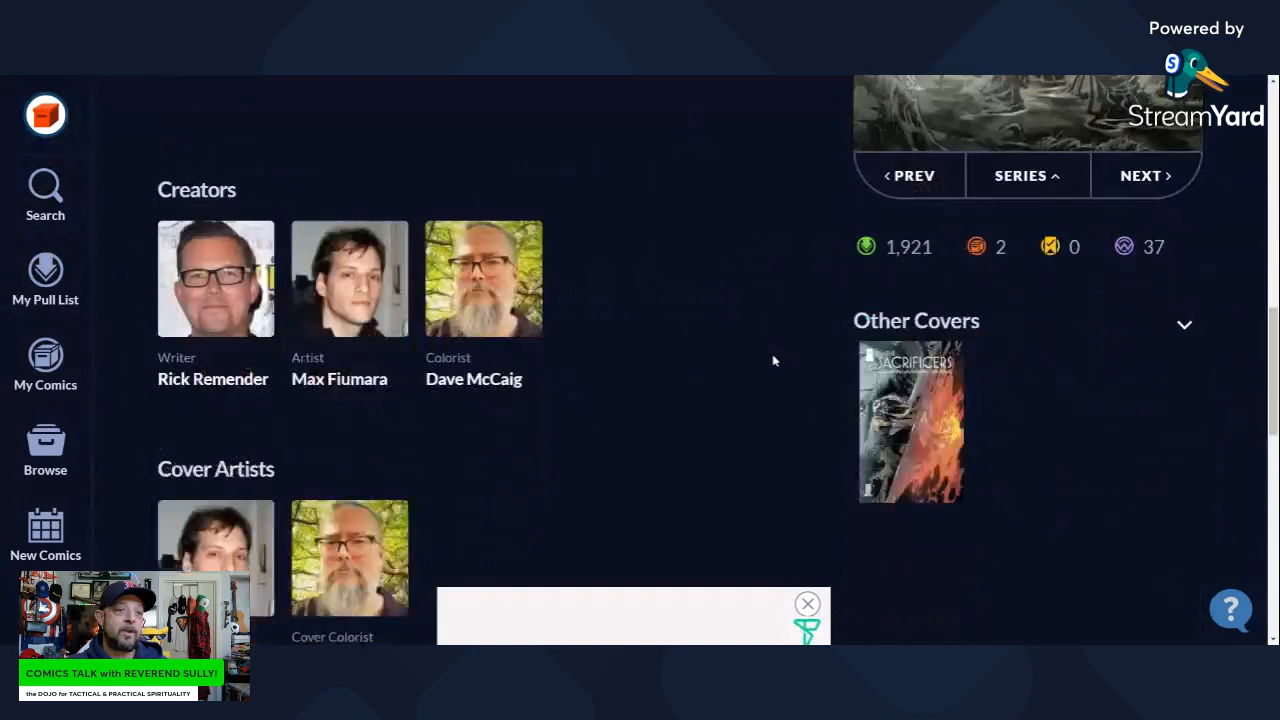 Powered by
StreamYard
Search
My Pull List
My Comics
Browse
New Comics
Creators
Writer
Rick Remender
Artist
Max Fiumara
Colorist
Dave McCaig
Cover Artists
Cover Colorist
PREV
SERIES
NEXT
1,921
2
0
37
Other Covers
SACRIFICERS
?
COMICS TALK with REVEREND SULLY!
the DOJO for TACTICAL & PRACTICAL SPIRITUALITY